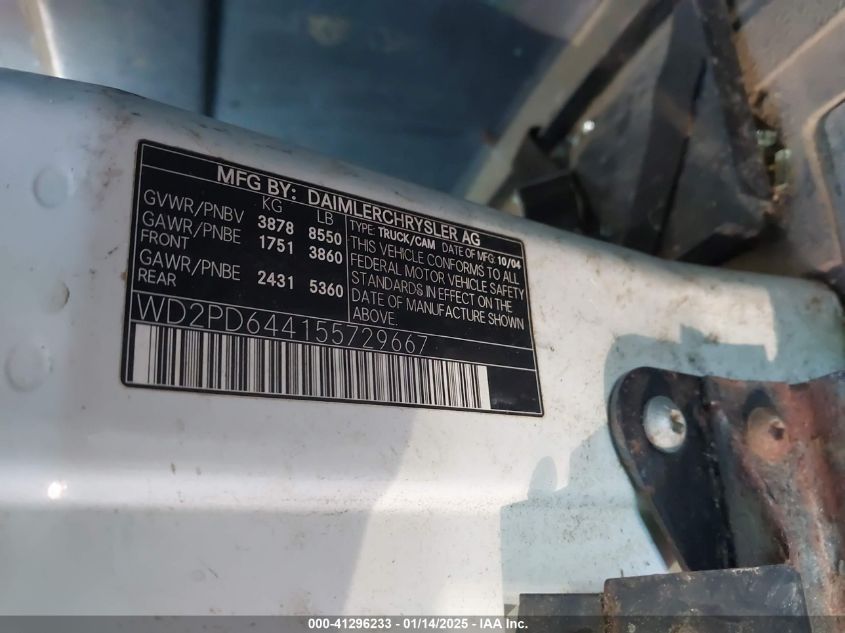 MFG BY: DAIMLERCHRYSLER AG
KG LB
GVWR/PNBV 3878 8550
GAWR/PNBE 1751 3860
FRONT
GAWR/PNBE 2431 5360
REAR
TYPE: TRUCK/CAM DATE OF MFG: 10/04
THIS VEHICLE CONFORMS TO ALL
FEDERAL MOTOR VEHICLE SAFETY
STANDARDS IN EFFECT ON THE
DATE OF MANUFACTURE SHOWN
ABOVE.
WD2PD644155729667
000-41296233 - 01/14/2025 - IAA Inc.